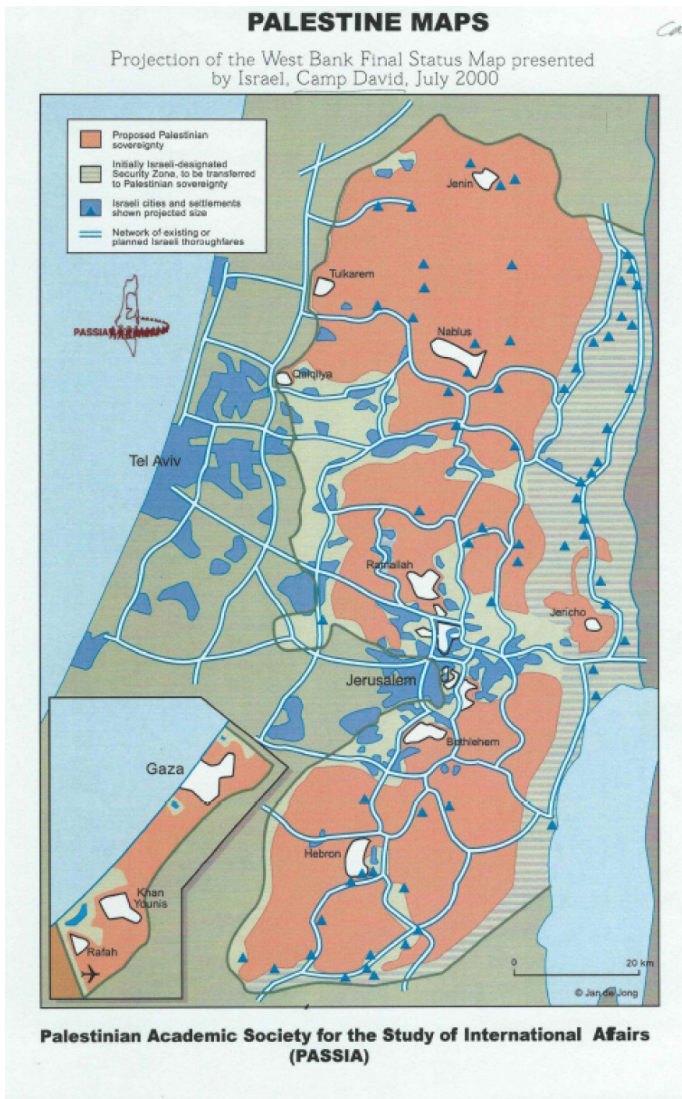 PALESTINE MAPS
Ca
Projection of the West Bank Final Status Map presented
by Israel, Camp David, July 2000
Proposed Palestinian
sovereignty
Initially Israeli-designated
Security Zone, to be transferred
to Palestinian sovereignty
Israeli cities and settlements
shown projected size
Network of existing or
planned Israeli thoroughfares
PASSIA
Jenin
Tulkarem
Nablus
Qalqilya
Tel Aviv
Ramallah
Jericho
Jerusalem
Bethlehem
Gaza
Hebron
Khan
Younis
Rafah
0 20 km
© Jan de Jong
Palestinian Academic Society for the Study of International Affairs
(PASSIA)